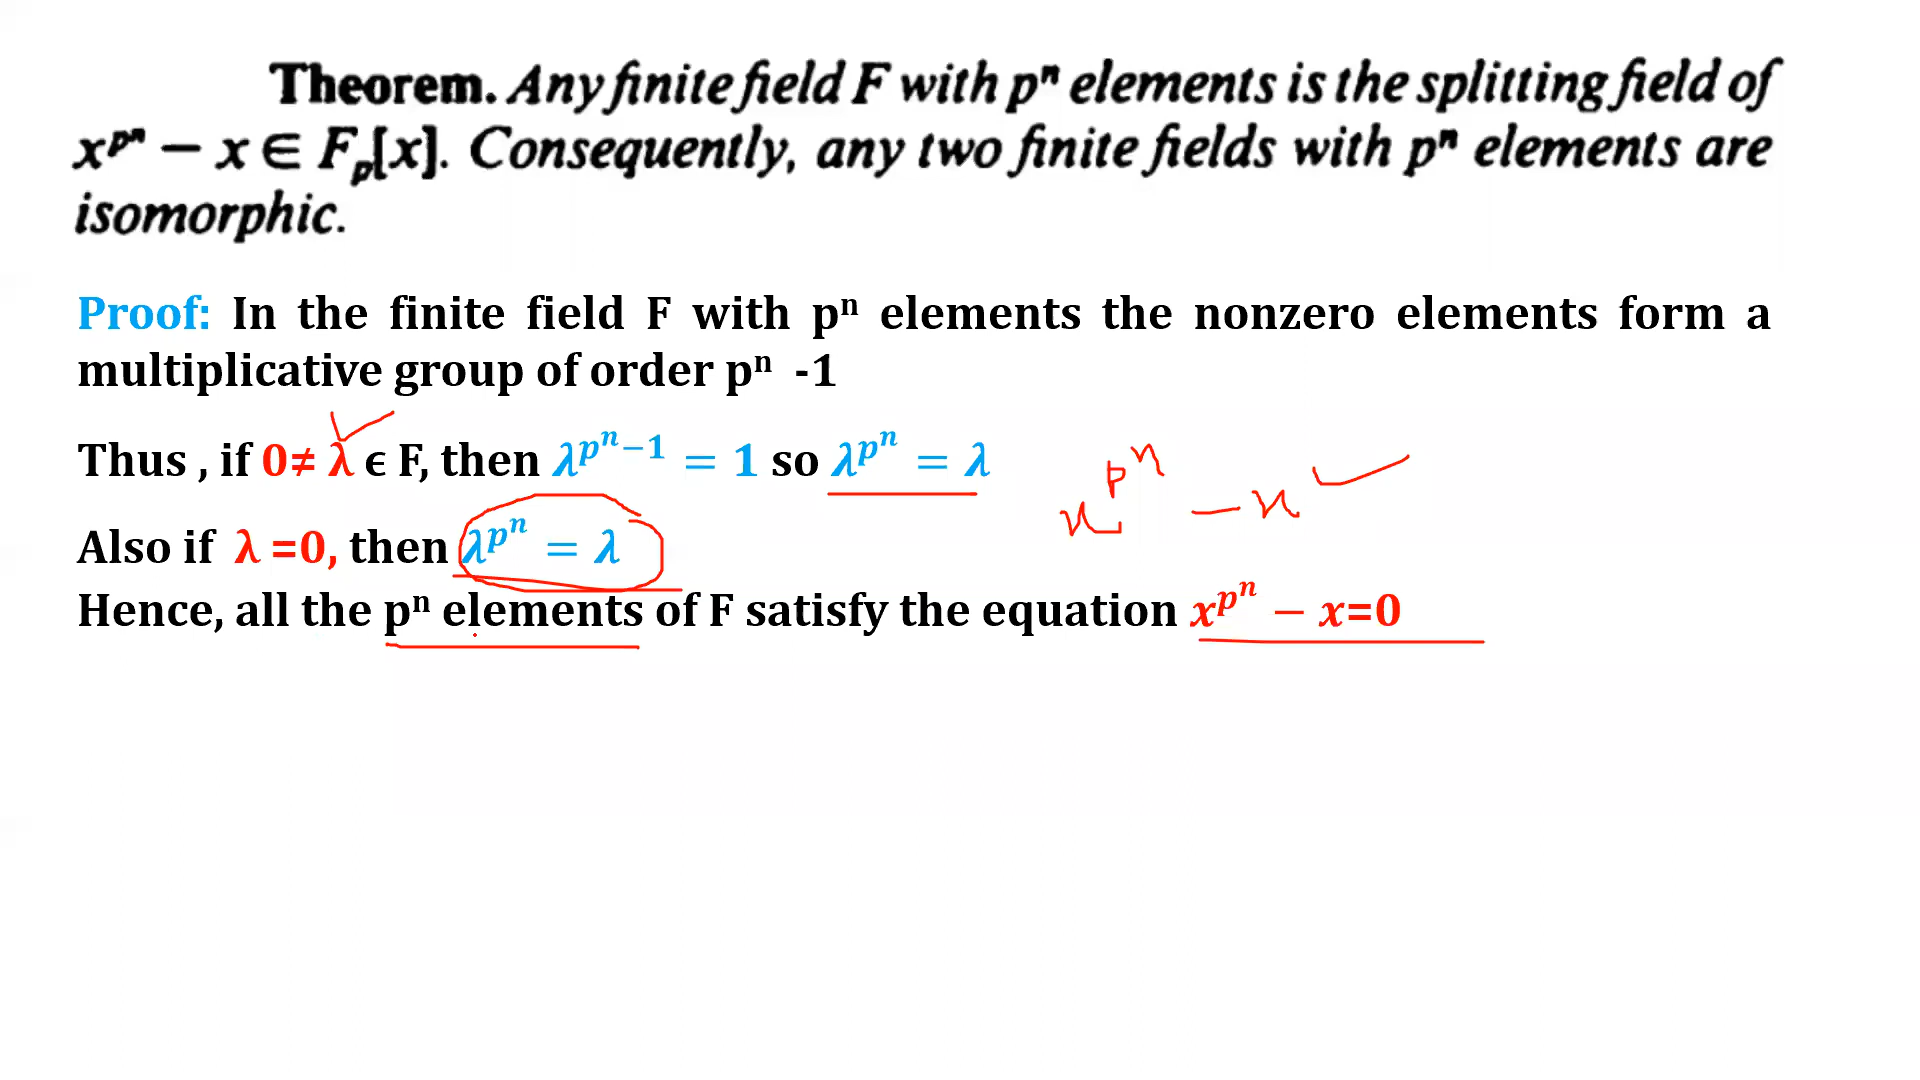 Theorem. Any finite field F with pⁿ elements is the splitting field of
x^{pⁿ} − x ∈ F_p[x]. Consequently, any two finite fields with pⁿ elements are
isomorphic.
Proof: In the finite field F with pⁿ elements the nonzero elements form a
multiplicative group of order pⁿ -1
Thus , if 0≠ λ ϵ F, then λ^{pⁿ−1} = 1 so λ^{pⁿ} = λ
x^{pⁿ} − x
Also if λ =0, then λ^{pⁿ} = λ
Hence, all the pⁿ elements of F satisfy the equation x^{pⁿ} − x=0